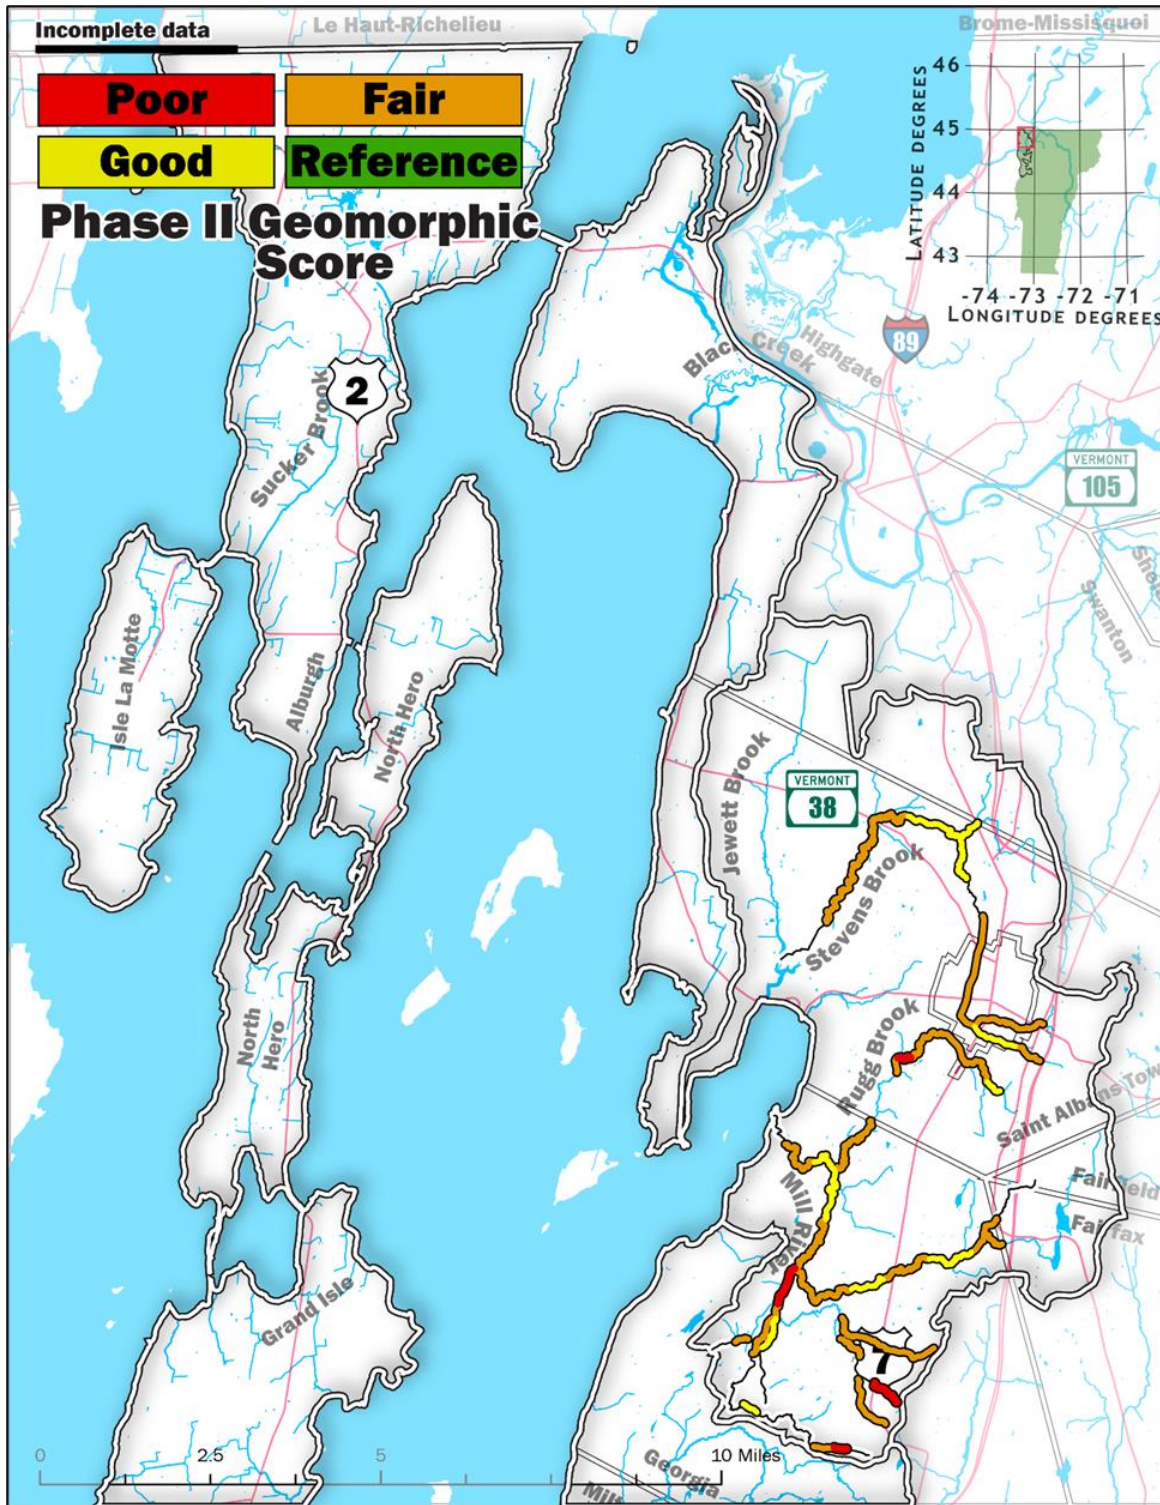 Incomplete data
Le Haut-Richelieu
Brome-Missisquoi
Poor
Fair
Good
Reference
Phase II Geomorphic
Score
LATITUDE DEGREES
46
45
44
43
-74 -73 -72 -71
LONGITUDE DEGREES
89
Highgate
Black Creek
2
Sucker Brook
VERMONT
105
Swanton
Isle La Motte
Alburgh
North Hero
Jewett Brook
VERMONT
38
Stevens Brook
North
Hero
Rugg Brook
Saint Albans Tow
Mill River
Fairfield
Fairfax
Grand Isle
7
0
2.5
5
10 Miles
Georgia